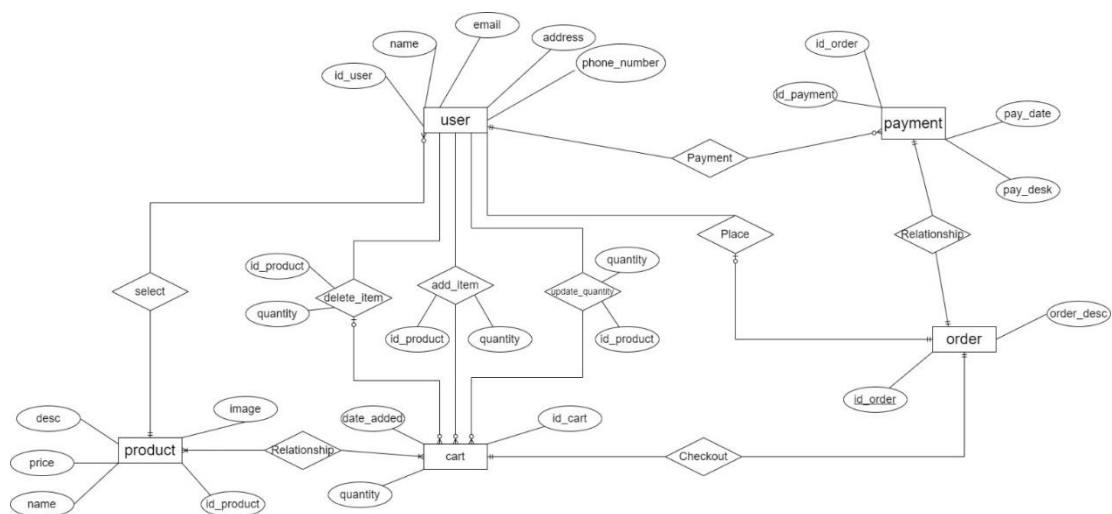 email
name
address
id_order
phone_number
id_user
id_payment
user
payment
pay_date
Payment
pay_desk
Place
Relationship
id_product
quantity
select
delete_item
add_item
update_quantity
quantity
id_product
quantity
id_product
order_desc
order
id_order
desc
image
date_added
id_cart
product
Relationship
cart
Checkout
price
name
id_product
quantity